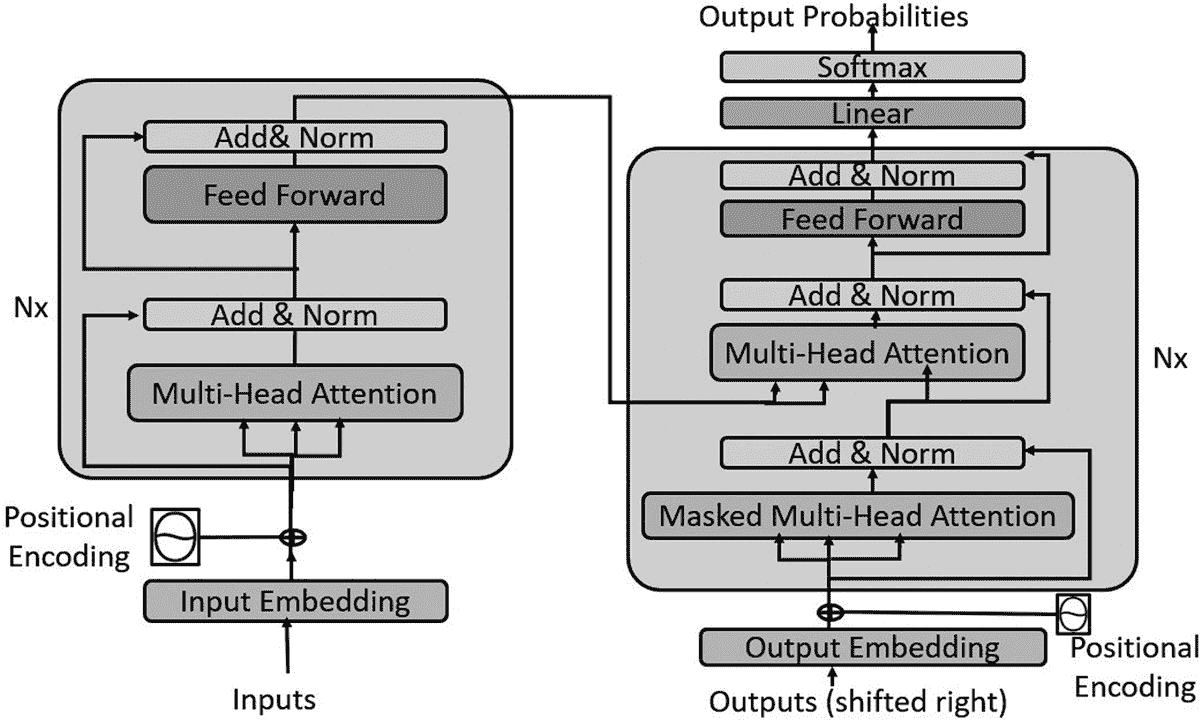 Output Probabilities
Softmax
Linear
Add& Norm
Feed Forward
Nx
Add & Norm
Multi-Head Attention
Positional
Encoding
Input Embedding
Inputs
Add & Norm
Feed Forward
Add & Norm
Multi-Head Attention
Nx
Add & Norm
Masked Multi-Head Attention
Output Embedding
Positional
Encoding
Outputs (shifted right)